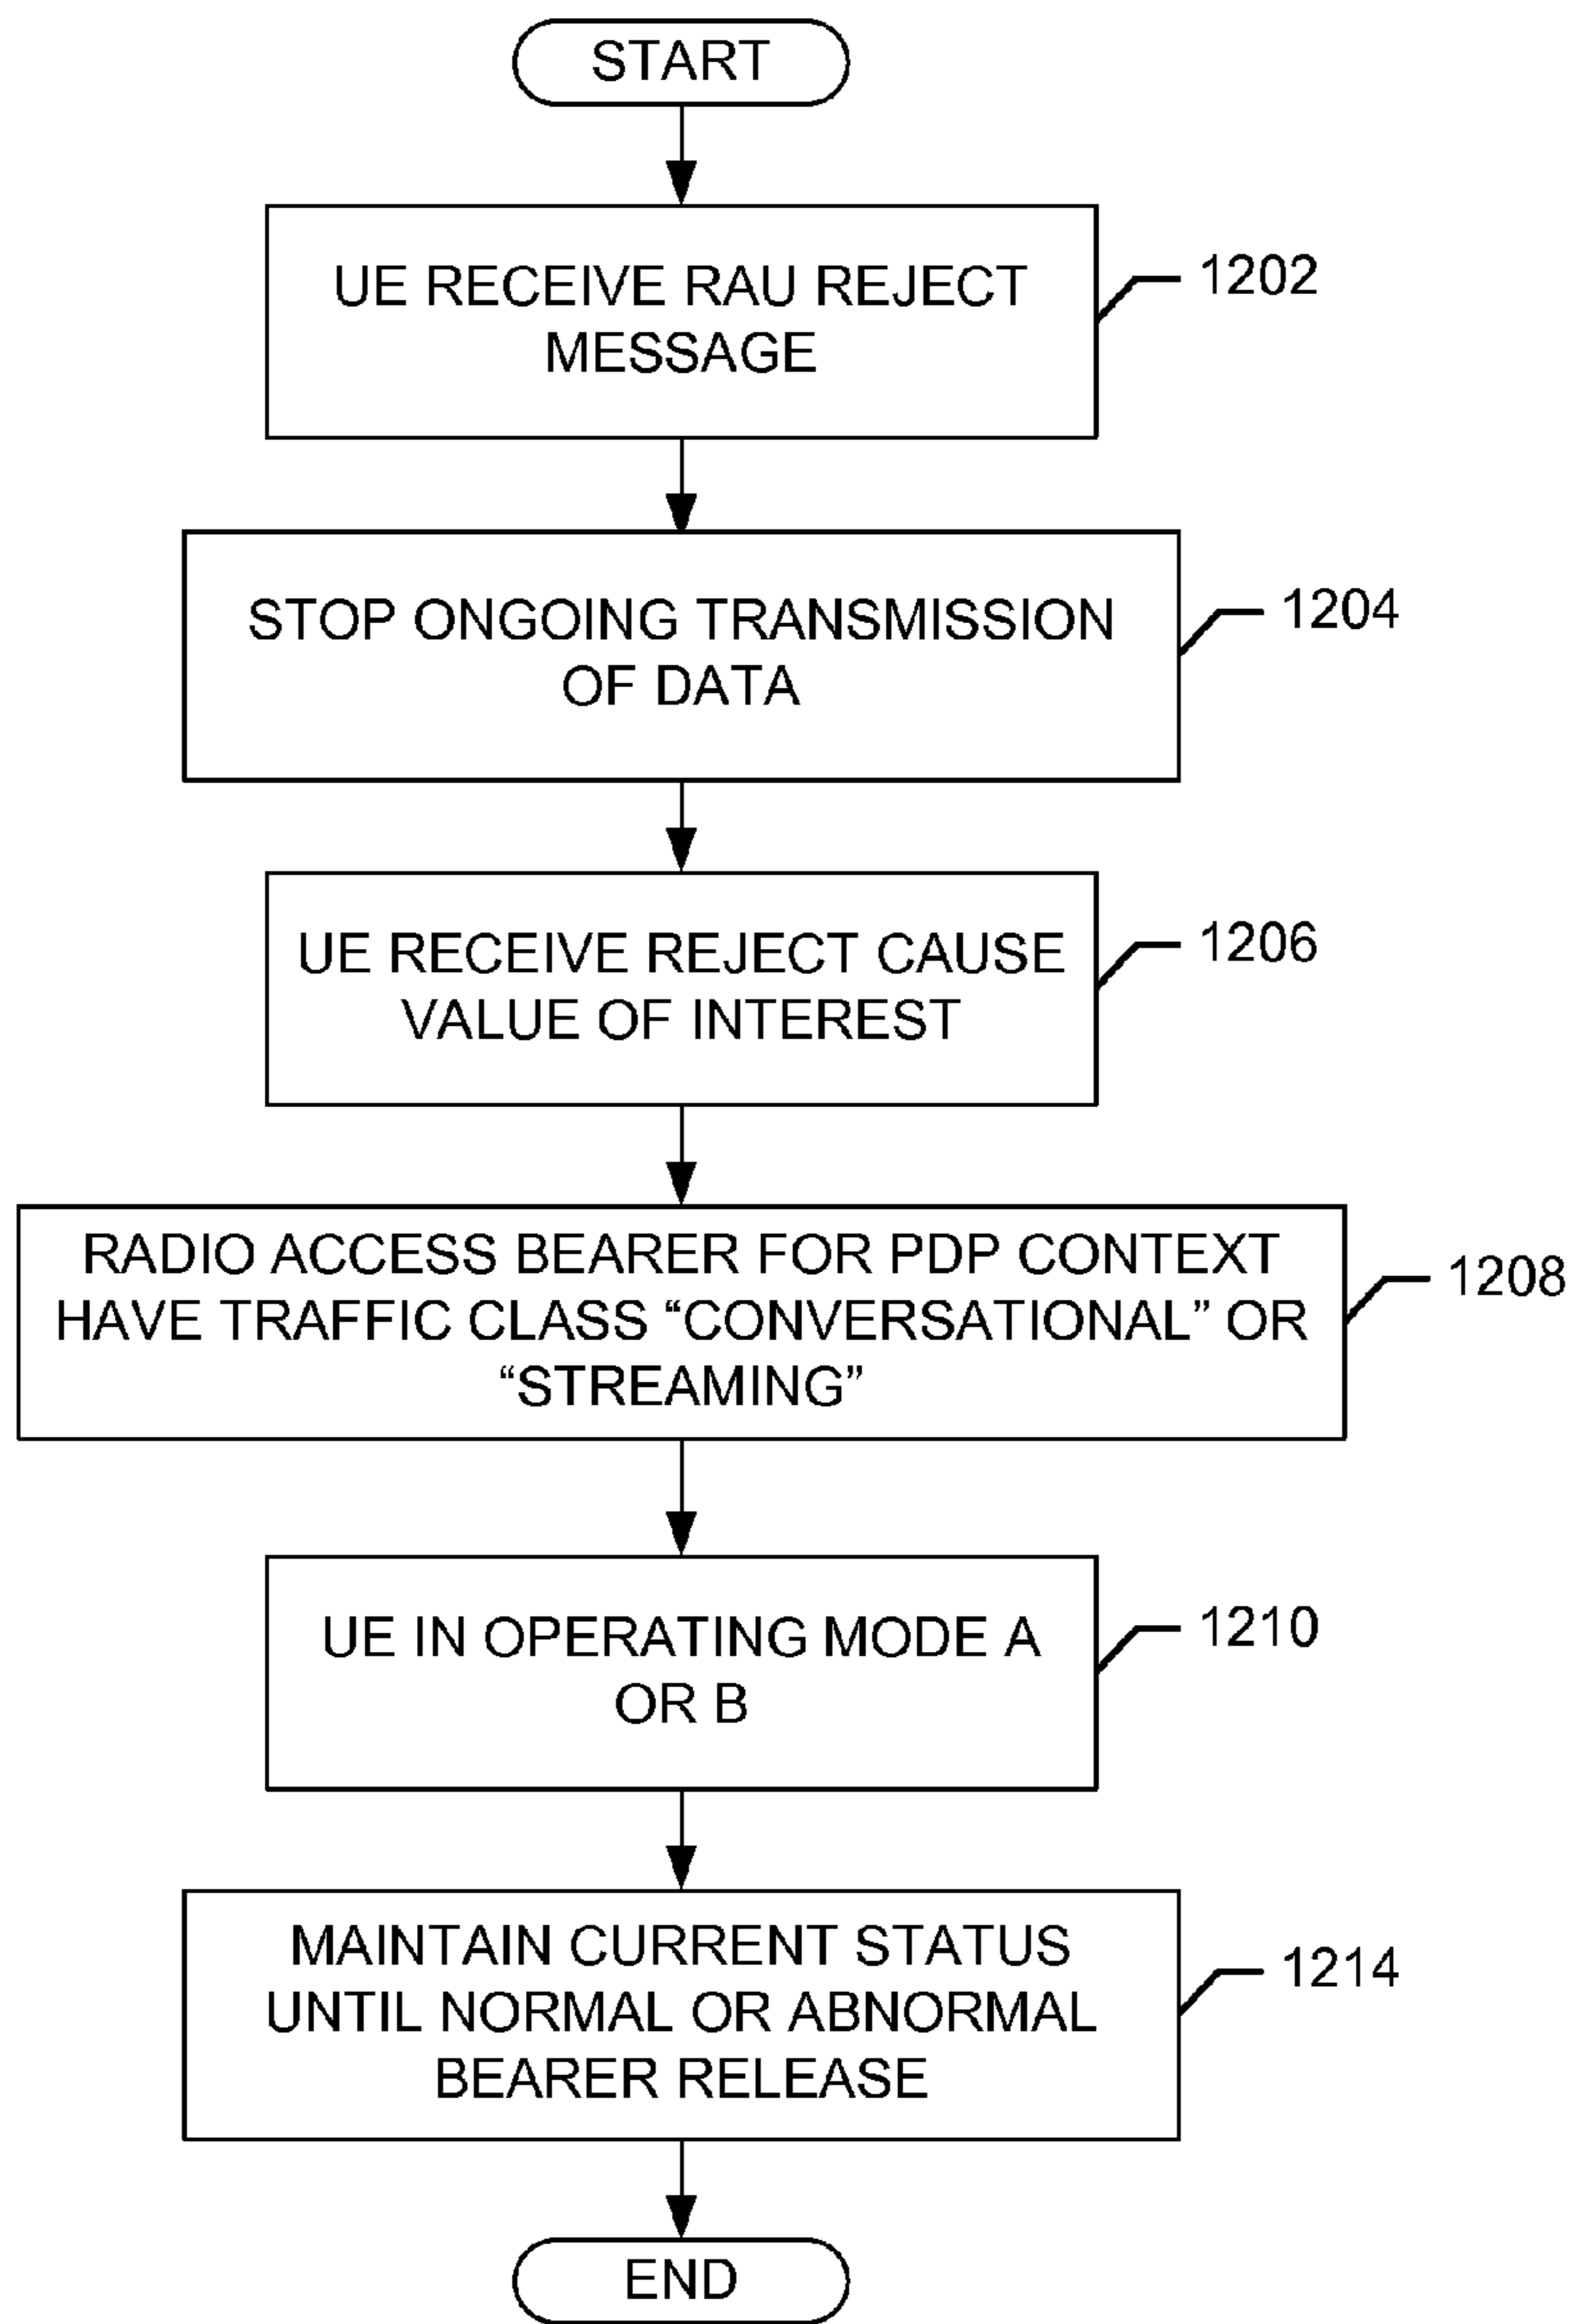 START
UE RECEIVE RAU REJECT
MESSAGE
1202
STOP ONGOING TRANSMISSION
OF DATA
1204
UE RECEIVE REJECT CAUSE
VALUE OF INTEREST
1206
RADIO ACCESS BEARER FOR PDP CONTEXT
HAVE TRAFFIC CLASS “CONVERSATIONAL” OR
“STREAMING”
1208
UE IN OPERATING MODE A
OR B
1210
MAINTAIN CURRENT STATUS
UNTIL NORMAL OR ABNORMAL
BEARER RELEASE
1214
END